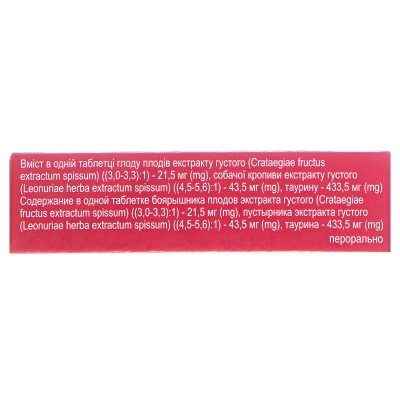 Вміст в одній таблетці глоду плодів екстракту густого (Crataegiae fructus
extractum spissum) ((3,0-3,3):1) - 21,5 мг (mg), собачої кропиви екстракту густого
(Leonuriae herba extractum spissum) ((4,5-5,6):1) - 43,5 мг (mg), таурину - 433,5 мг (mg)
Содержание в одной таблетке боярышника плодов экстракта густого (Crataegiae
fructus extractum spissum) ((3,0-3,3):1) - 21,5 мг (mg), пустырника экстракта густого
(Leonuriae herba extractum spissum) ((4,5-5,6):1) - 43,5 мг (mg), таурина - 433,5 мг (mg)
перорально